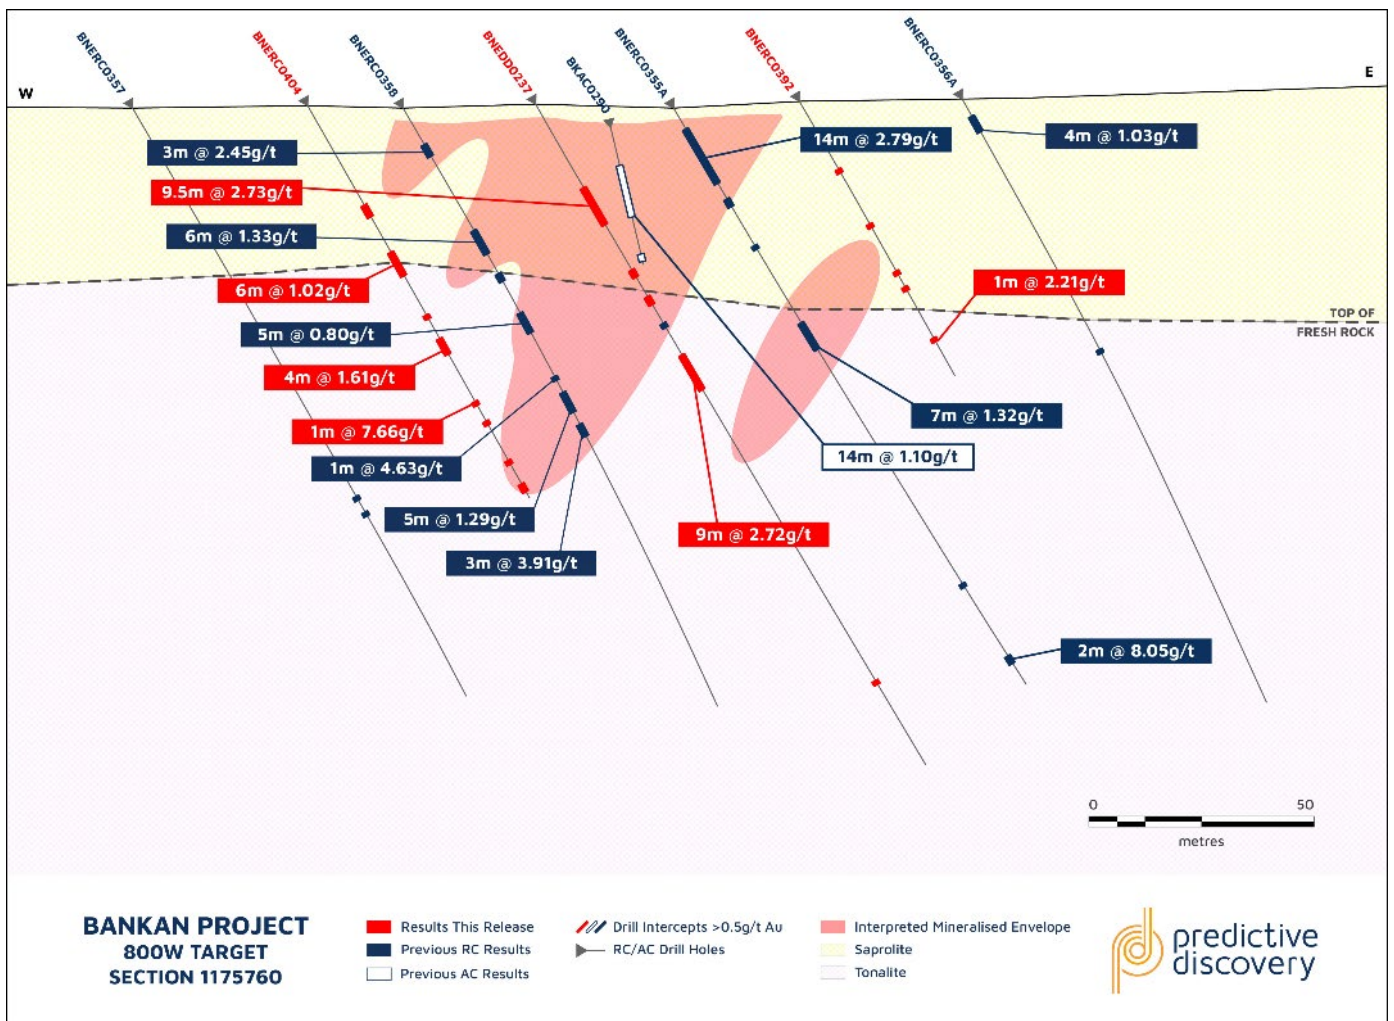 W
E
BNERC0357
BNERC0404
BNERC0358
BNEDD0237
BKAC0290
BNERC0355A
BNERC0392
BNERC0356A
3m @ 2.45g/t
9.5m @ 2.73g/t
6m @ 1.33g/t
6m @ 1.02g/t
5m @ 0.80g/t
4m @ 1.61g/t
1m @ 7.66g/t
1m @ 4.63g/t
5m @ 1.29g/t
3m @ 3.91g/t
14m @ 2.79g/t
4m @ 1.03g/t
1m @ 2.21g/t
TOP OF
FRESH ROCK
7m @ 1.32g/t
14m @ 1.10g/t
9m @ 2.72g/t
2m @ 8.05g/t
0 50
metres
BANKAN PROJECT
800W TARGET
SECTION 1175760
Results This Release
Previous RC Results
Previous AC Results
Drill Intercepts >0.5g/t Au
RC/AC Drill Holes
Interpreted Mineralised Envelope
Saprolite
Tonalite
predictive
discovery